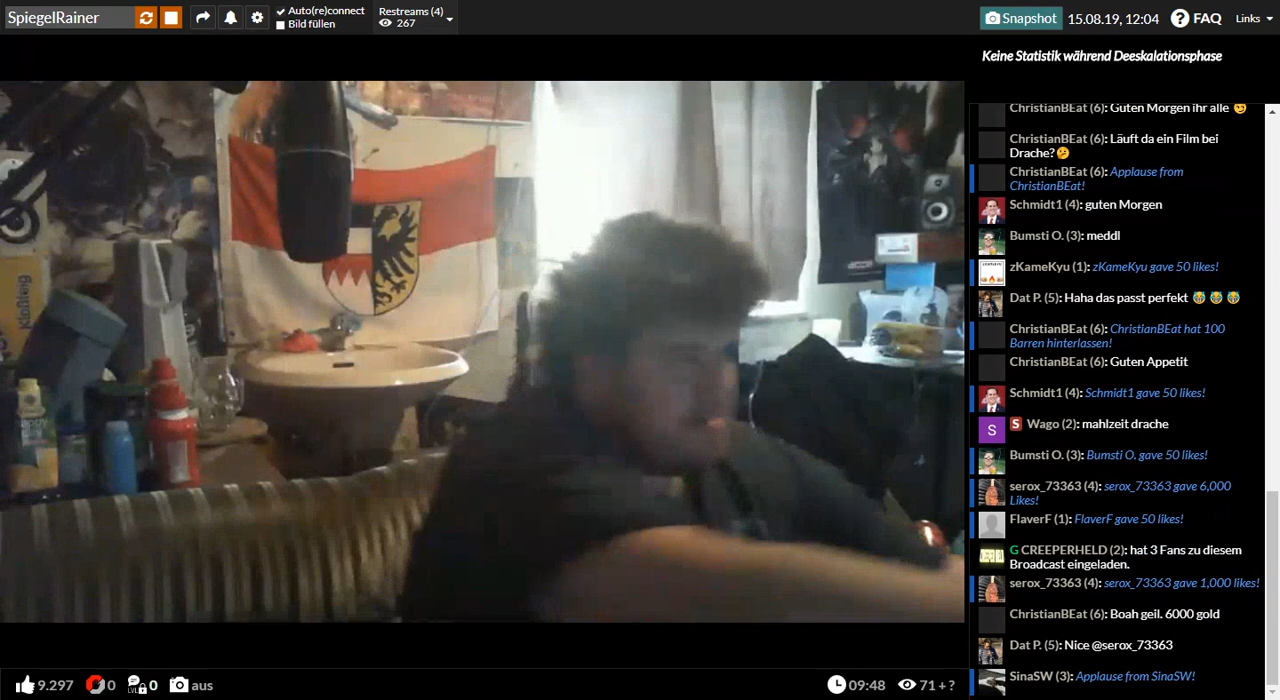 SpiegelRainer
Auto(re)connect
Bild füllen
Restreams (4)
267
Snapshot
15.08.19, 12:04
? FAQ
Links
Keine Statistik während Deeskalationsphase
ChristianBEat (6): Guten Morgen ihr alle 😏
ChristianBEat (6): Läuft da ein Film bei
Drache?🤔
ChristianBEat (6): Applause from
ChristianBEat!
Schmidt1 (4): guten Morgen
Bumsti O. (3): meddl
zKameKyu (1): zKameKyu gave 50 likes!
Dat P. (5): Haha das passt perfekt 😹 😹 😹
ChristianBEat (6): ChristianBEat hat 100
Barren hinterlassen!
ChristianBEat (6): Guten Appetit
Schmidt1 (4): Schmidt1 gave 50 likes!
S
S Wago (2): mahlzeit drache
Bumsti O. (3): Bumsti O. gave 50 likes!
serox_73363 (4): serox_73363 gave 6,000
Likes!
FlaverF (1): FlaverF gave 50 likes!
G CREEPERHELD (2): hat 3 Fans zu diesem
Broadcast eingeladen.
serox_73363 (4): serox_73363 gave 1,000 likes!
ChristianBEat (6): Boah geil. 6000 gold
Dat P. (5): Nice @serox_73363
SinaSW (3): Applause from SinaSW!
9.297
0
LVL
0
aus
09:48
71 + ?